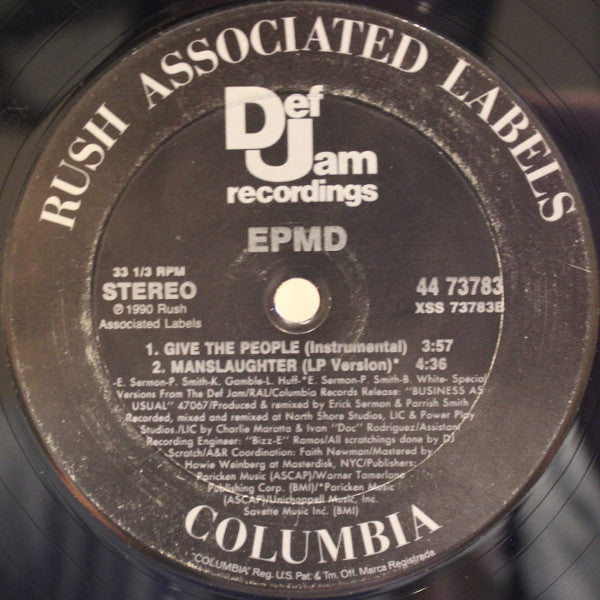 RUSH ASSOCIATED LABELS
Def
Jam
recordings
EPMD
33 1/3 RPM
STEREO
℗ 1990 Rush
Associated Labels
44 73783
XSS 73783B
1. GIVE THE PEOPLE (Instrumental) 3:57
2. MANSLAUGHTER (LP Version)* 4:36
-E. Sermon-P. Smith-K. Gamble-L. Huff-*E. Sermon-P. Smith-B. White- Special
Versions From The Def Jam/RAL/Columbia Records Release: "BUSINESS AS
USUAL" 47067/Produced & remixed by Erick Sermon & Parrish Smith
Recorded, mixed and remixed at North Shore Studios, LIC & Power Play
Studios./LIC by Charlie Marotta & Ivan "Doc" Rodriguez/Assistant
Recording Engineer: "Bizz-E" Ramos/All scratchings done by DJ
Scratch/A&R Coordination: Faith Newman/Mastered by
Howie Weinberg at Masterdisk, NYC/Publishers:
Paricken Music (ASCAP)/Warner Tamerlane
Publishing Corp. (BMI)/*Paricken Music
(ASCAP)/Unichappell Music, Inc.
Savette Music Inc. (BMI)
COLUMBIA
"COLUMBIA" Reg. U.S. Pat. & Tm. Off. Marca Registrada